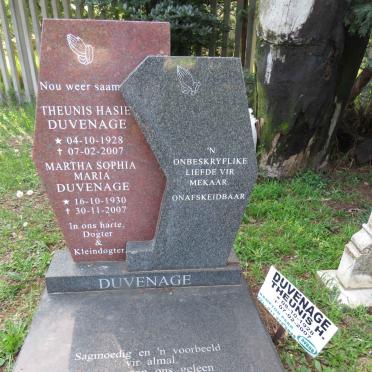 Nou weer saam
THEUNIS HASIE
DUVENAGE
★ 04-10-1928
✝ 07-02-2007
MARTHA SOPHIA
MARIA
DUVENAGE
★ 16-10-1930
✝ 30-11-2007
In ons harte,
Dogter
&
Kleindogter
'N
ONBESKRYFLIKE
LIEFDE VIR
MEKAAR
ONAFSKEIDBAAR
DUVENAGE
Sagmoedig en 'n voorbeeld
vir almal
ons geleen
DUVENAGE
THEUNIS H.